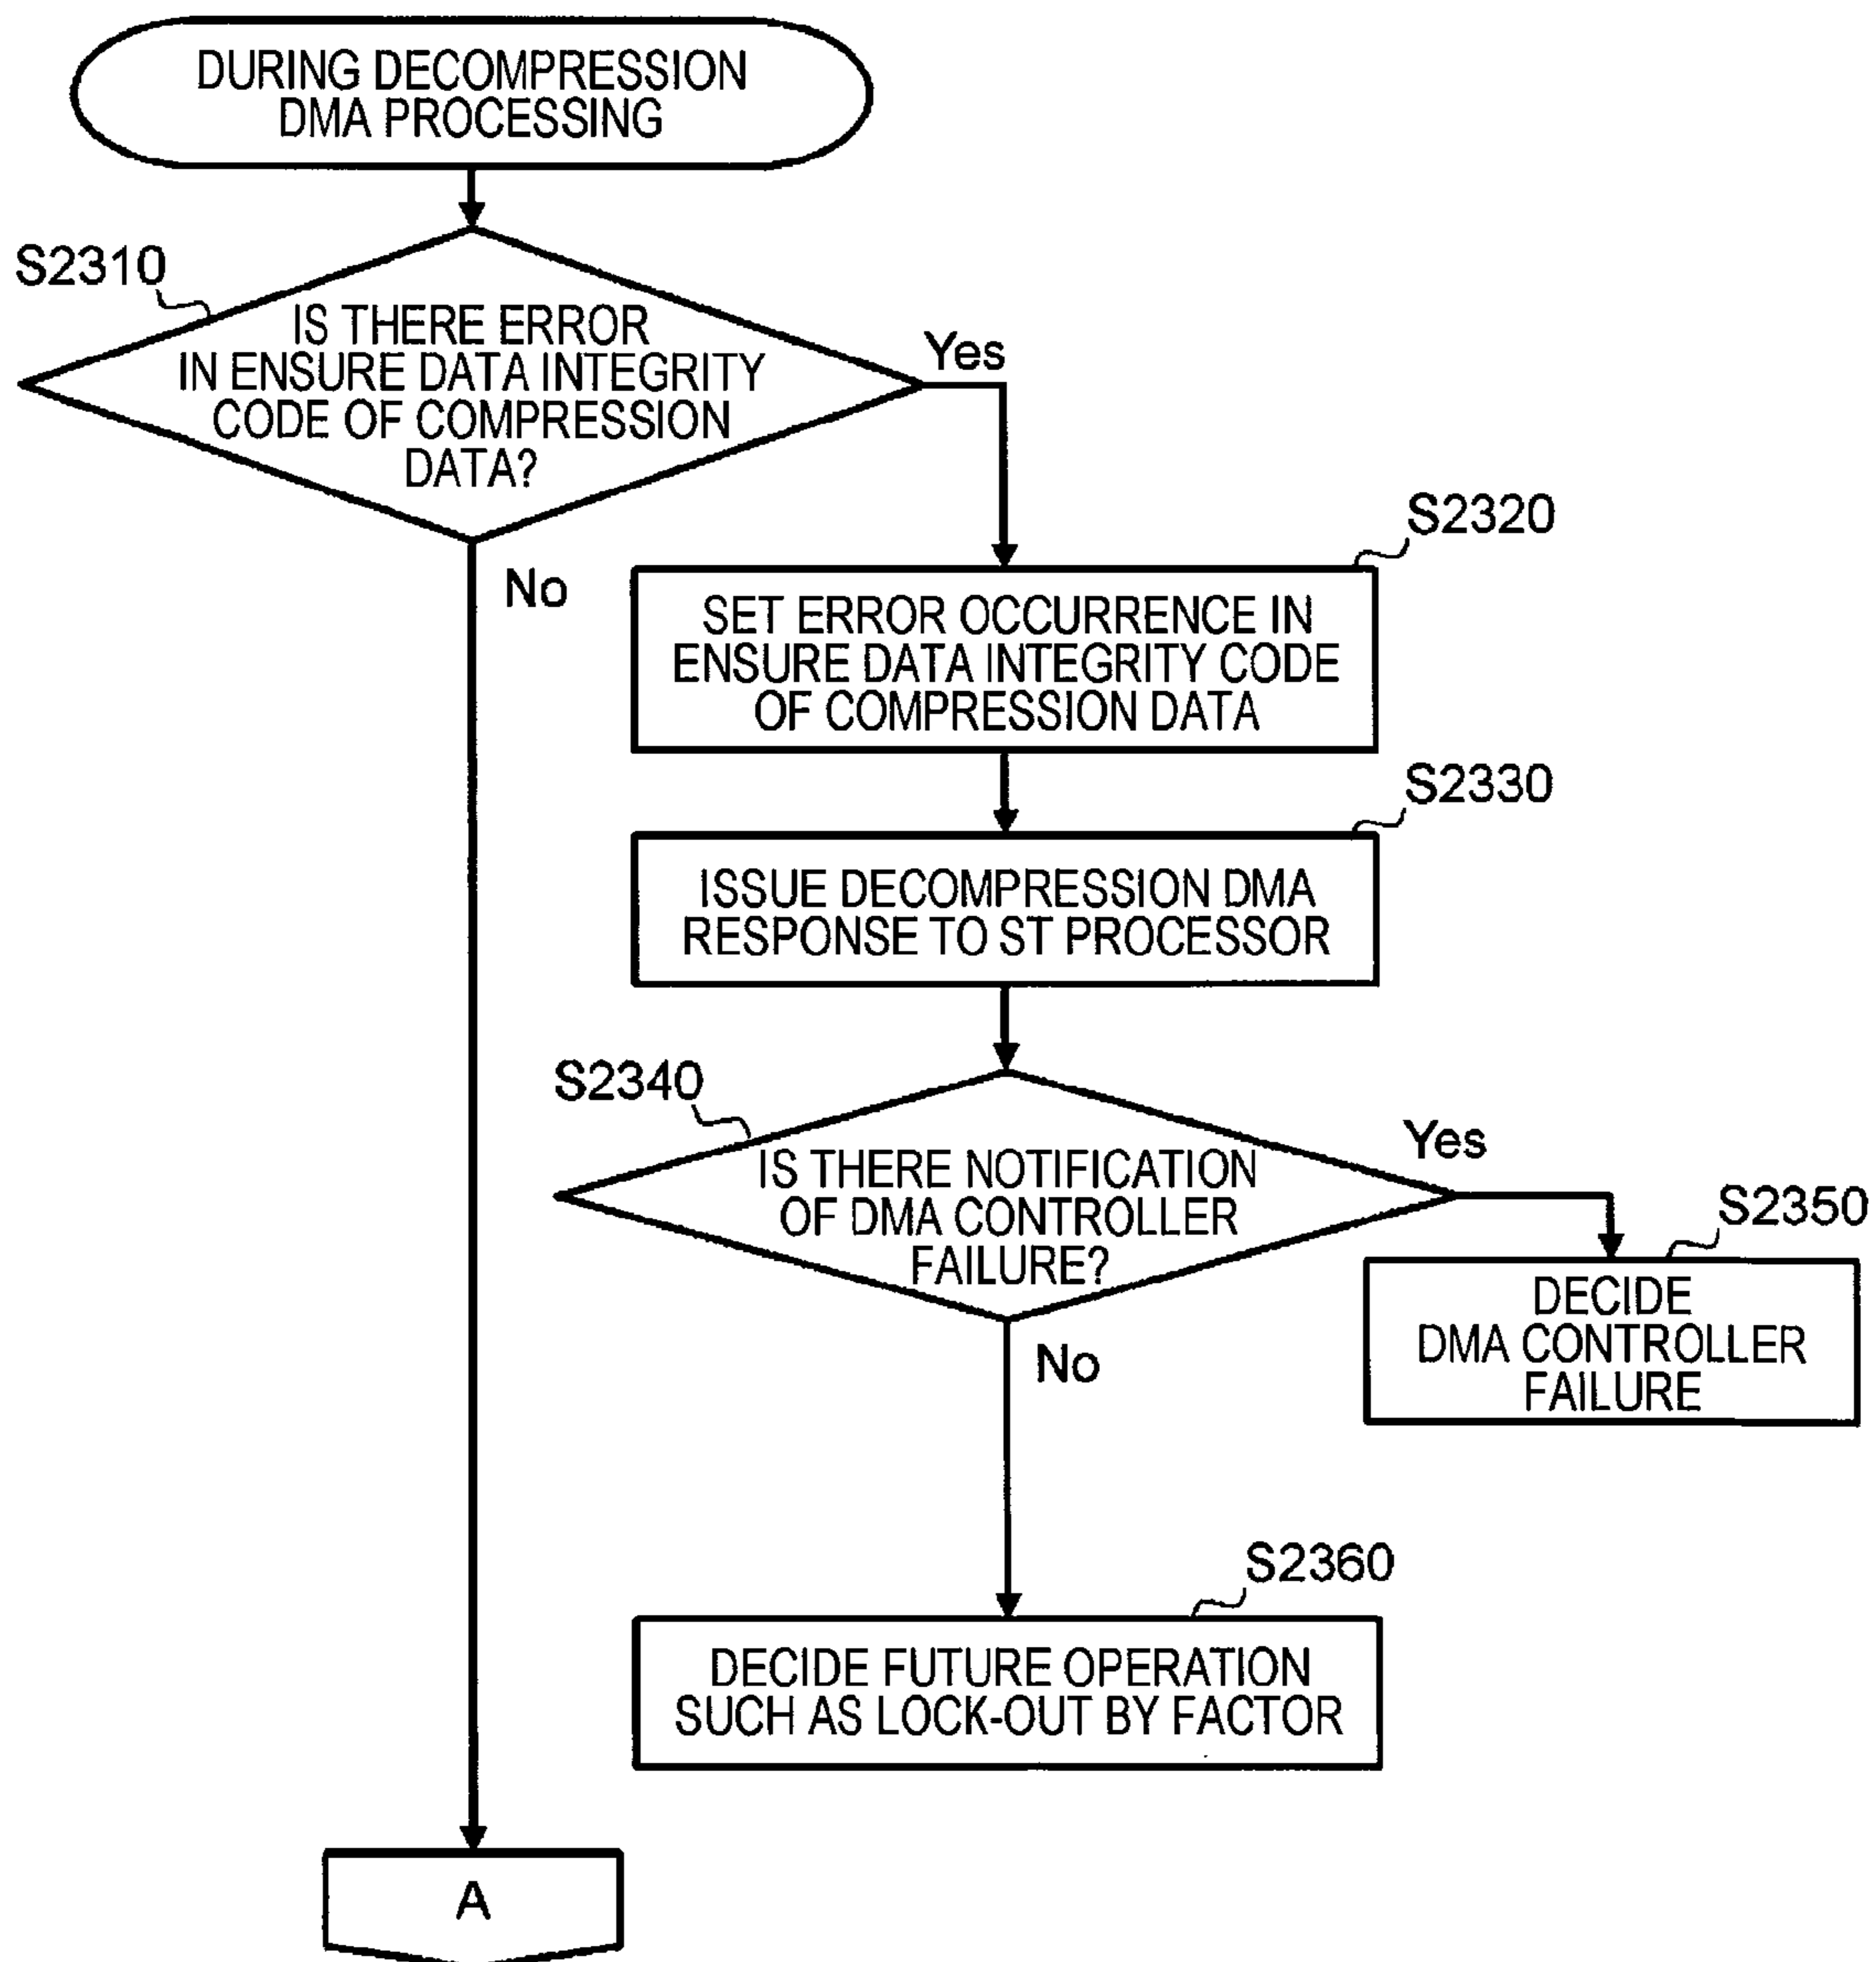 DURING DECOMPRESSION
DMA PROCESSING
S2310
IS THERE ERROR
IN ENSURE DATA INTEGRITY
CODE OF COMPRESSION
DATA?
Yes
No
S2320
SET ERROR OCCURRENCE IN
ENSURE DATA INTEGRITY CODE
OF COMPRESSION DATA
S2330
ISSUE DECOMPRESSION DMA
RESPONSE TO ST PROCESSOR
S2340
IS THERE NOTIFICATION
OF DMA CONTROLLER
FAILURE?
Yes
S2350
DECIDE
DMA CONTROLLER
FAILURE
No
S2360
DECIDE FUTURE OPERATION
SUCH AS LOCK-OUT BY FACTOR
A